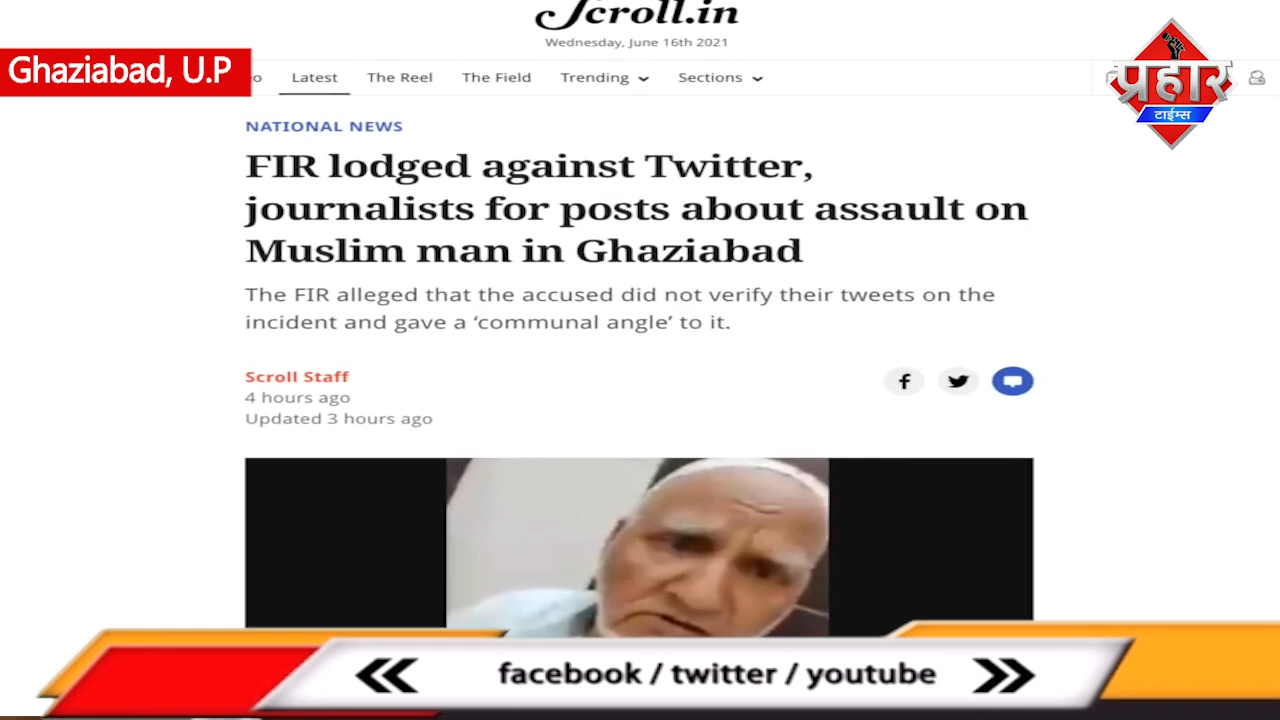 Scroll.in
Wednesday, June 16th 2021
Ghaziabad, U.P
Latest The Reel The Field Trending Sections
प्रहार
टाईम्स
NATIONAL NEWS
FIR lodged against Twitter,
journalists for posts about assault on
Muslim man in Ghaziabad
The FIR alleged that the accused did not verify their tweets on the
incident and gave a ‘communal angle’ to it.
Scroll Staff
4 hours ago
Updated 3 hours ago
facebook / twitter / youtube